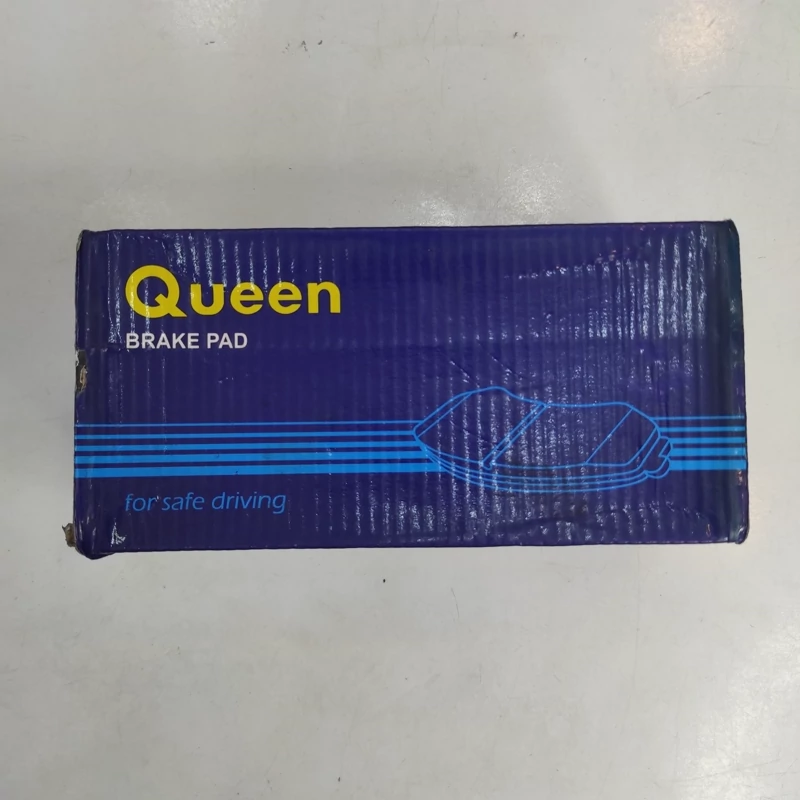 Queen
BRAKE PAD
for safe driving